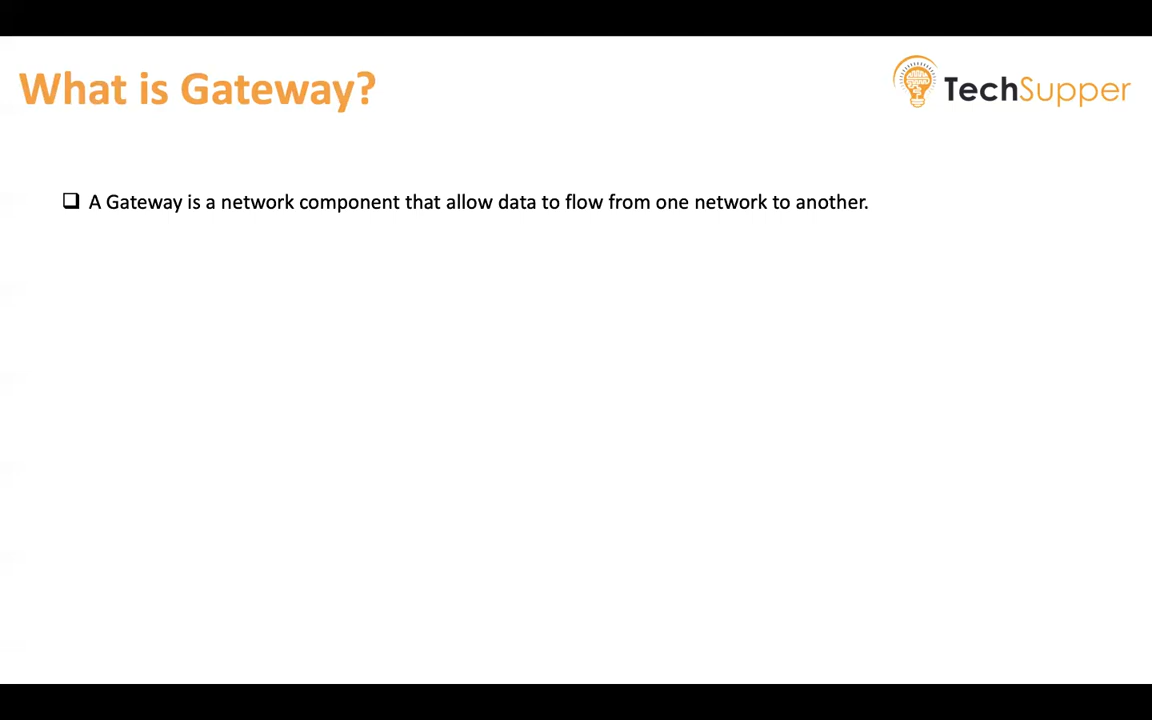 What is Gateway?
TechSupper
A Gateway is a network component that allow data to flow from one network to another.